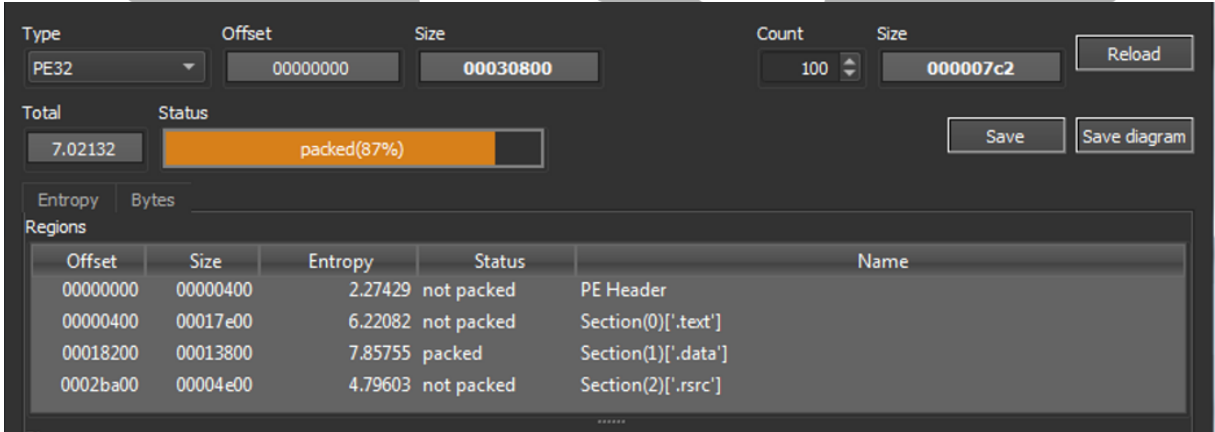 Type Offset Size Count Size
PE32 00000000 00030800 100 000007c2 Reload
Total Status
7.02132 packed(87%) Save Save diagram
Entropy Bytes
Regions
Offset Size Entropy Status Name
00000000 00000400 2.27429 not packed PE Header
00000400 00017e00 6.22082 not packed Section(0)['.text']
00018200 00013800 7.85755 packed Section(1)['.data']
0002ba00 00004e00 4.79603 not packed Section(2)['.rsrc']